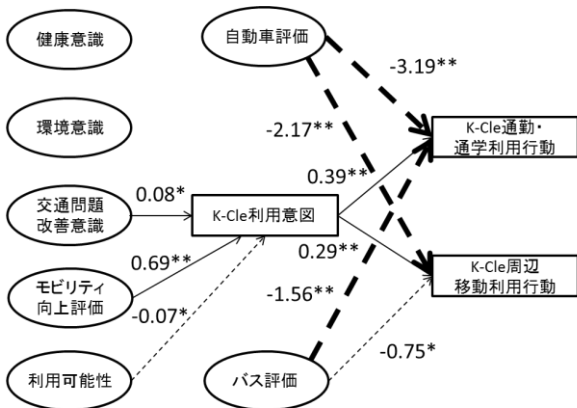 健康意識
自動車評価
-3.19**
環境意識
-2.17**
K-Cle通勤・
通学利用行動
0.39**
交通問題
改善意識
0.08*
K-Cle利用意図
0.69**
0.29**
モビリティ
向上評価
K-Cle周辺
移動利用行動
-0.07*
-1.56**
-0.75*
利用可能性
バス評価